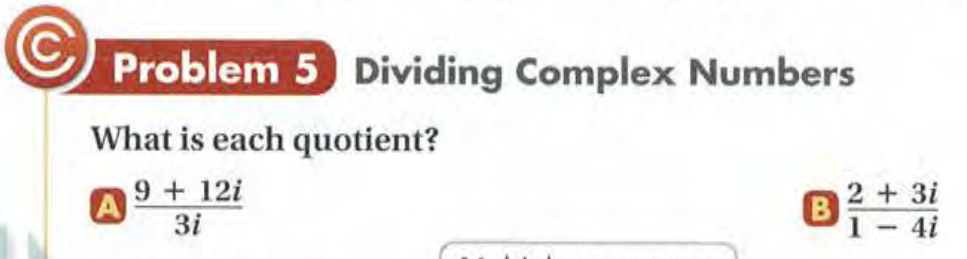 © Problem 5 Dividing Complex Numbers
What is each quotient?
A (9 + 12i)/(3i) B (2 + 3i)/(1 - 4i)